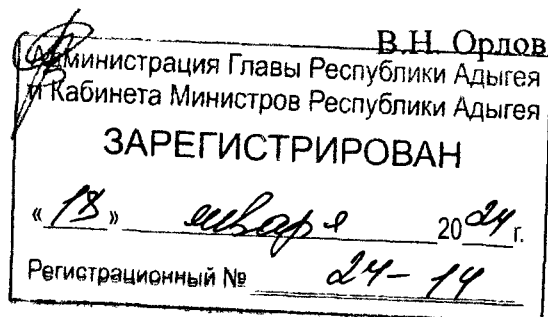 В.Н. Орлов
Администрация Главы Республики Адыгея
и Кабинета Министров Республики Адыгея
ЗАРЕГИСТРИРОВАН
«18» января 2024 г.
Регистрационный № 24-14